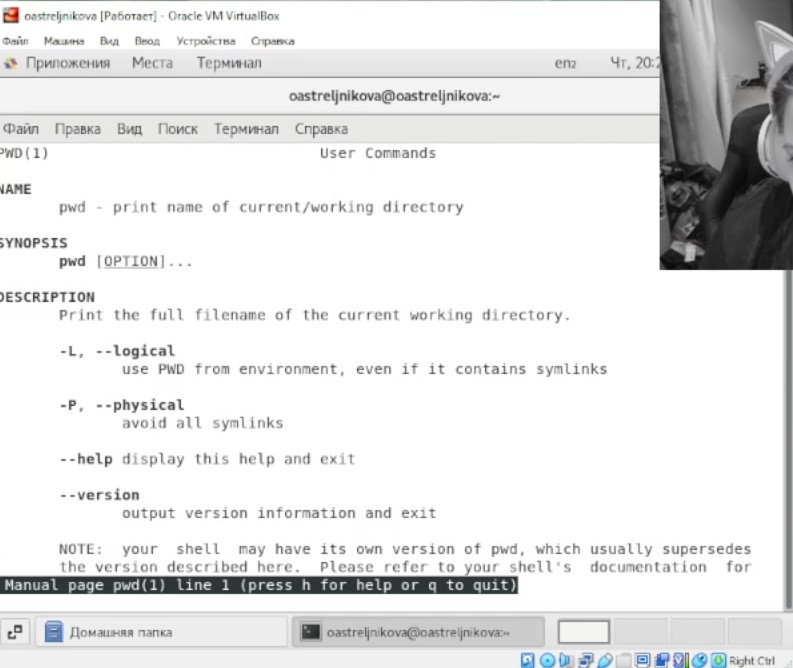 oastreljnikova [Работает] - Oracle VM VirtualBox
Файл Машина Вид Ввод Устройства Справка
Приложения Места Терминал en₂ Чт, 20:2
oastreljnikova@oastreljnikova:~
Файл Правка Вид Поиск Терминал Справка
PWD(1) User Commands
NAME
pwd - print name of current/working directory
SYNOPSIS
pwd [OPTION]...
DESCRIPTION
Print the full filename of the current working directory.
-L, --logical
use PWD from environment, even if it contains symlinks
-P, --physical
avoid all symlinks
--help display this help and exit
--version
output version information and exit
NOTE: your shell may have its own version of pwd, which usually supersedes
the version described here. Please refer to your shell's documentation for
Manual page pwd(1) line 1 (press h for help or q to quit)
Домашняя папка oastreljnikova@oastreljnikova:~
Right Ctrl